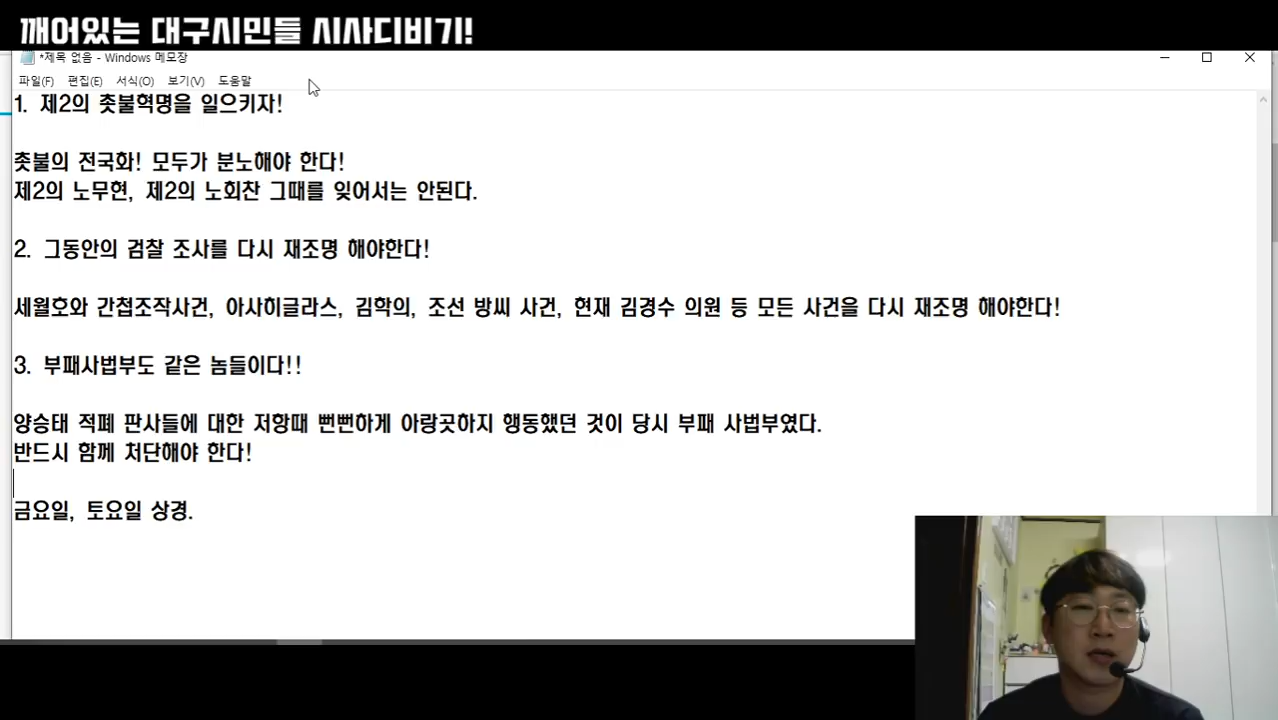 깨어있는 대구시민들 시사디비기!
*제목 없음 - Windows 메모장
파일(F) 편집(E) 서식(O) 보기(V) 도움말
1. 제2의 촛불혁명을 일으키자!
촛불의 전국화! 모두가 분노해야 한다!
제2의 노무현, 제2의 노회찬 그때를 잊어서는 안된다.
2. 그동안의 검찰 조사를 다시 재조명 해야한다!
세월호와 간첩조작사건, 아사히글라스, 김학의, 조선 방씨 사건, 현재 김경수 의원 등 모든 사건을 다시 재조명 해야한다!
3. 부패사법부도 같은 놈들이다!!
양승태 적폐 판사들에 대한 저항때 뻔뻔하게 아랑곳하지 행동했던 것이 당시 부패 사법부였다.
반드시 함께 처단해야 한다!
금요일, 토요일 상경.